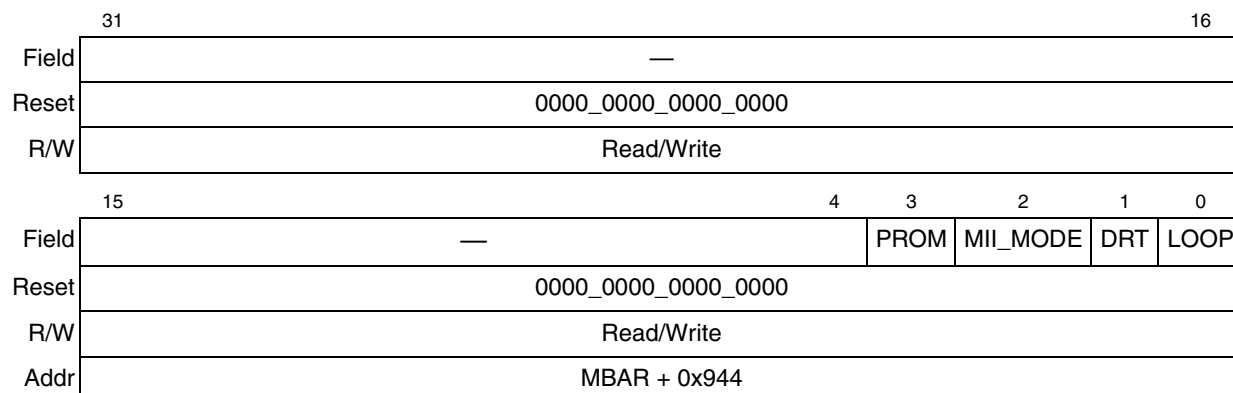 31 16
Field —
Reset 0000_0000_0000_0000
R/W Read/Write
15 4 3 2 1 0
Field — PROM MII_MODE DRT LOOP
Reset 0000_0000_0000_0000
R/W Read/Write
Addr MBAR + 0x944